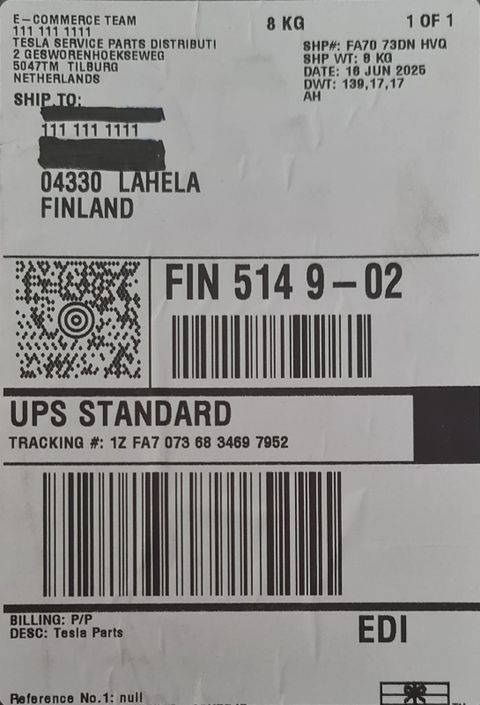 E-COMMERCE TEAM 8 KG 1 OF 1
111 111 1111
TESLA SERVICE PARTS DISTRIBUTI
2 GESWORENHOEKSEWEG
5047TM TILBURG
NETHERLANDS
SHP#: FA70 73DN HVQ
SHP WT: 8 KG
DATE: 16 JUN 2025
DWT: 139,17,17
AH
SHIP TO:
111 111 1111
04330 LAHELA
FINLAND
FIN 514 9-02
UPS STANDARD
TRACKING #: 1Z FA7 073 68 3469 7952
BILLING: P/P
DESC: Tesla Parts
EDI
Reference No.1: null